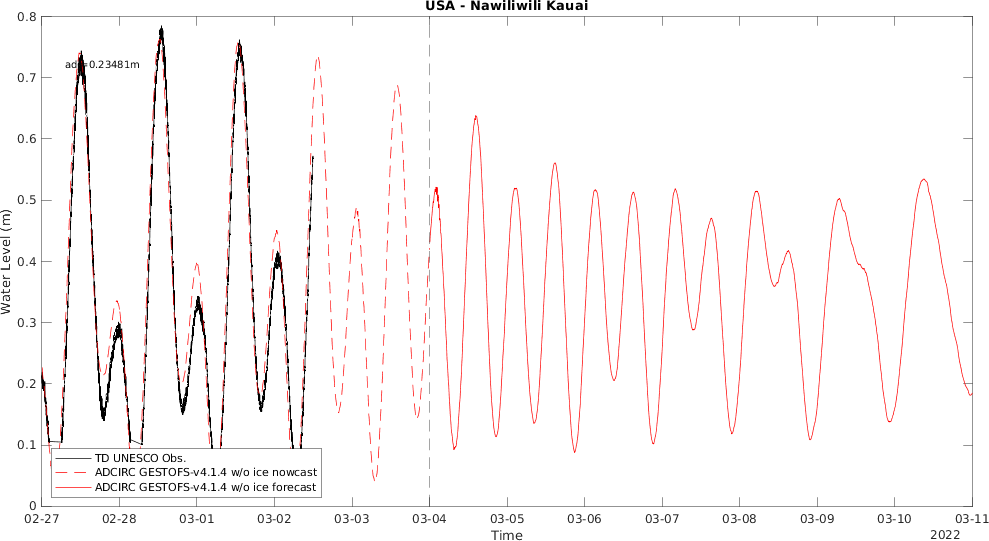 USA - Nawiliwili Kauai
0.8
0.7
0.6
0.5
0.4
0.3
0.2
0.1
0
Water Level (m)
TD UNESCO Obs.
ADCIRC GESTOFS-v4.1.4 w/o ice nowcast
ADCIRC GESTOFS-v4.1.4 w/o ice forecast
02-27 02-28 03-01 03-02 03-03 03-04 03-05 03-06 03-07 03-08 03-09 03-10 03-11
Time
2022